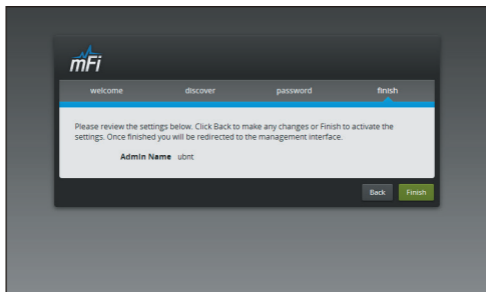 mFi
welcome discover password finish
Please review the settings below. Click Back to make any changes or Finish to activate the
settings. Once finished you will be redirected to the management interface.
Admin Name ubnt
Back Finish